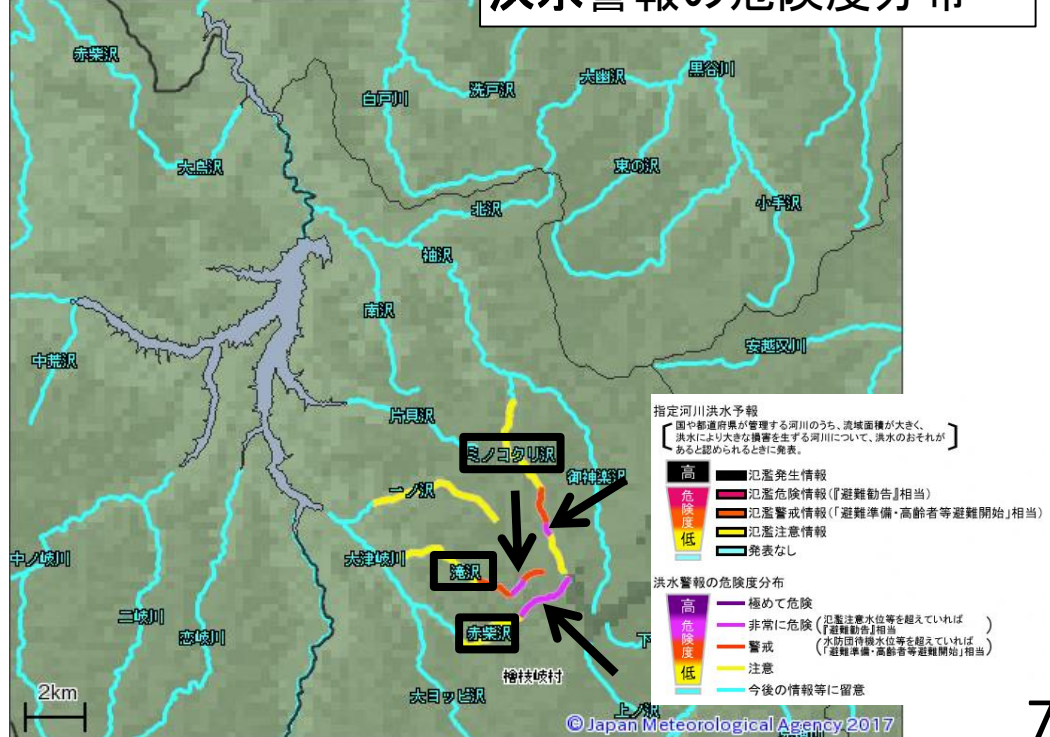 洪水警報の危険度分布
赤柴沢
洗戸沢
大幽沢
黒谷川
白戸川
大鳥沢
東の沢
小手沢
北沢
袖沢
南沢
安越又川
中荒沢
片貝沢
ミノコクリ沢
御神楽沢
一ノ沢
中ノ岐川
大津岐川
滝沢
二岐川
恋岐川
赤柴沢
下
檜枝岐村
大ヨッピ沢
上ノ沢
2km
© Japan Meteorological Agency 2017
指定河川洪水予報
国や都道府県が管理する河川のうち、流域面積が大きく、
洪水により大きな損害を生ずる河川について、洪水のおそれが
あると認められるときに発表。
高
危険度
低
氾濫発生情報
氾濫危険情報(『避難勧告』相当)
氾濫警戒情報(「避難準備・高齢者等避難開始」相当)
氾濫注意情報
発表なし
洪水警報の危険度分布
高
危険度
低
極めて危険
非常に危険(氾濫注意水位等を超えていれば
『避難勧告』相当)
警戒(水防団待機水位等を超えていれば
「避難準備・高齢者等避難開始」相当)
注意
今後の情報等に留意
7